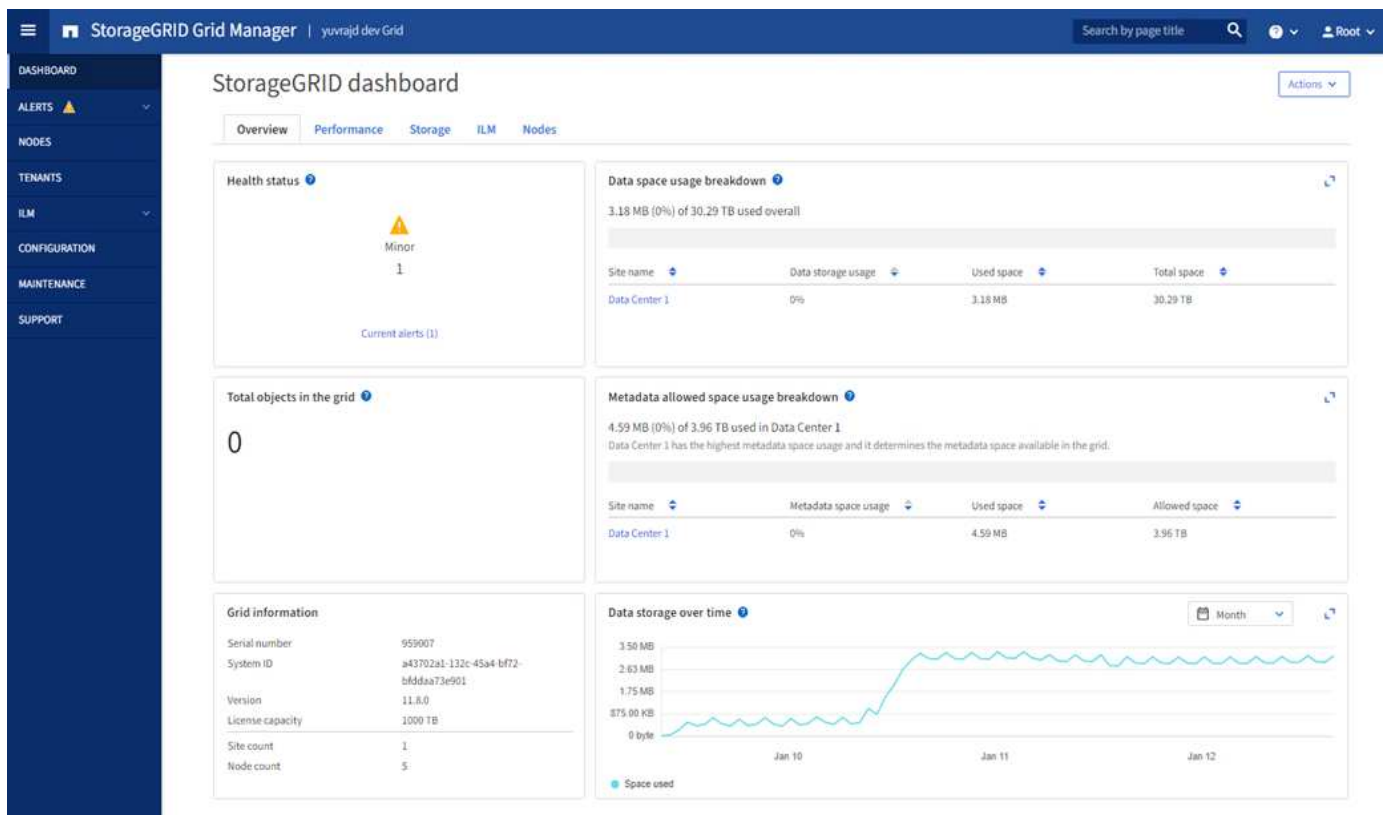 StorageGRID Grid Manager | yuvrajd dev Grid
Search by page title
Root
DASHBOARD
ALERTS
NODES
TENANTS
ILM
CONFIGURATION
MAINTENANCE
SUPPORT
StorageGRID dashboard
Actions
Overview Performance Storage ILM Nodes
Health status
Minor
1
Current alerts (1)
Data space usage breakdown
3.18 MB (0%) of 30.29 TB used overall
Site name Data storage usage Used space Total space
Data Center 1 0% 3.18 MB 30.29 TB
Total objects in the grid
0
Metadata allowed space usage breakdown
4.59 MB (0%) of 3.96 TB used in Data Center 1
Data Center 1 has the highest metadata space usage and it determines the metadata space available in the grid.
Site name Metadata space usage Used space Allowed space
Data Center 1 0% 4.59 MB 3.96 TB
Grid information
Serial number 959007
System ID a43702a1-132c-45a4-bf72-
bfddaa73e901
Version 11.8.0
License capacity 1000 TB
Site count 1
Node count 5
Data storage over time
Month
3.50 MB
2.63 MB
1.75 MB
875.00 KB
0 byte
Jan 10 Jan 11 Jan 12
Space used